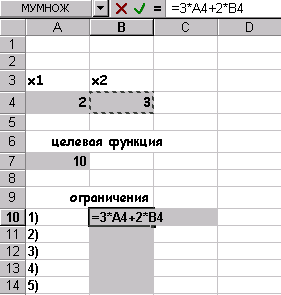 МУМНОЖ = =3*A4+2*B4
A B C D
1
2
3 x1 x2
4 2 3
5
6 целевая функция
7 10
8
9 ограничения
10 1) =3*A4+2*B4
11 2)
12 3)
13 4)
14 5)